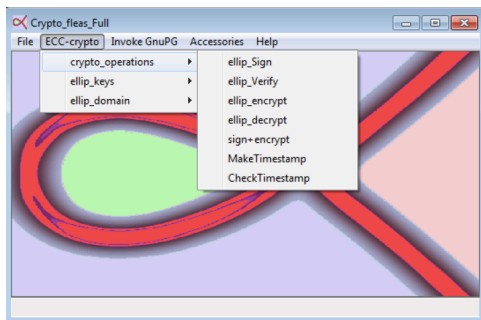 Crypto_fleas_Full
File ECC-crypto Invoke GnuPG Accessories Help
crypto_operations
ellip_keys
ellip_domain
ellip_Sign
ellip_Verify
ellip_encrypt
ellip_decrypt
sign+encrypt
MakeTimestamp
CheckTimestamp